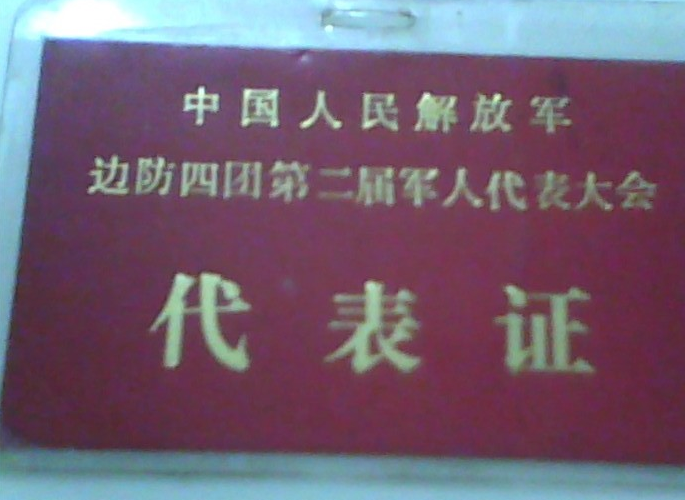 中国人民解放军
边防四团第二届军人代表大会
代表证